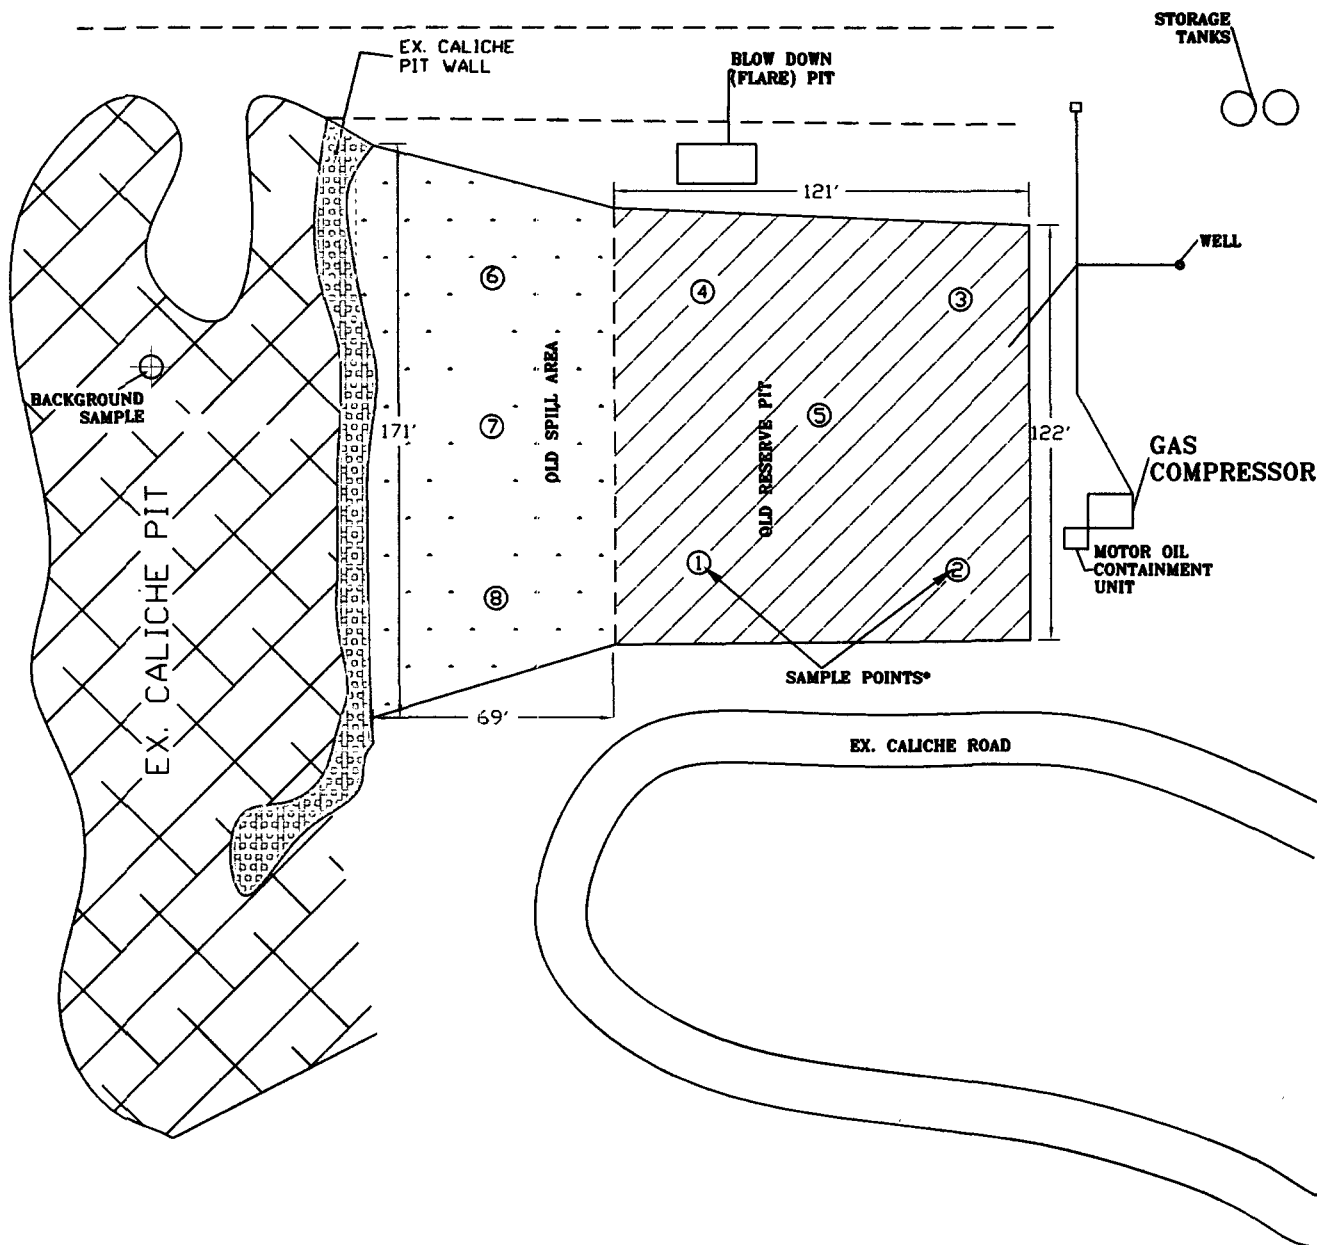 STORAGE
TANKS
EX. CALICHE
PIT WALL
BLOW DOWN
(FLARE) PIT
121'
WELL
6
4
3
BACKGROUND
SAMPLE
171'
7
OLD SPILL AREA
5
OLD RESERVE PIT
122'
GAS
COMPRESSOR
EX. CALICHE PIT
1
2
MOTOR OIL
CONTAINMENT
UNIT
8
SAMPLE POINTS*
69'
EX. CALICHE ROAD